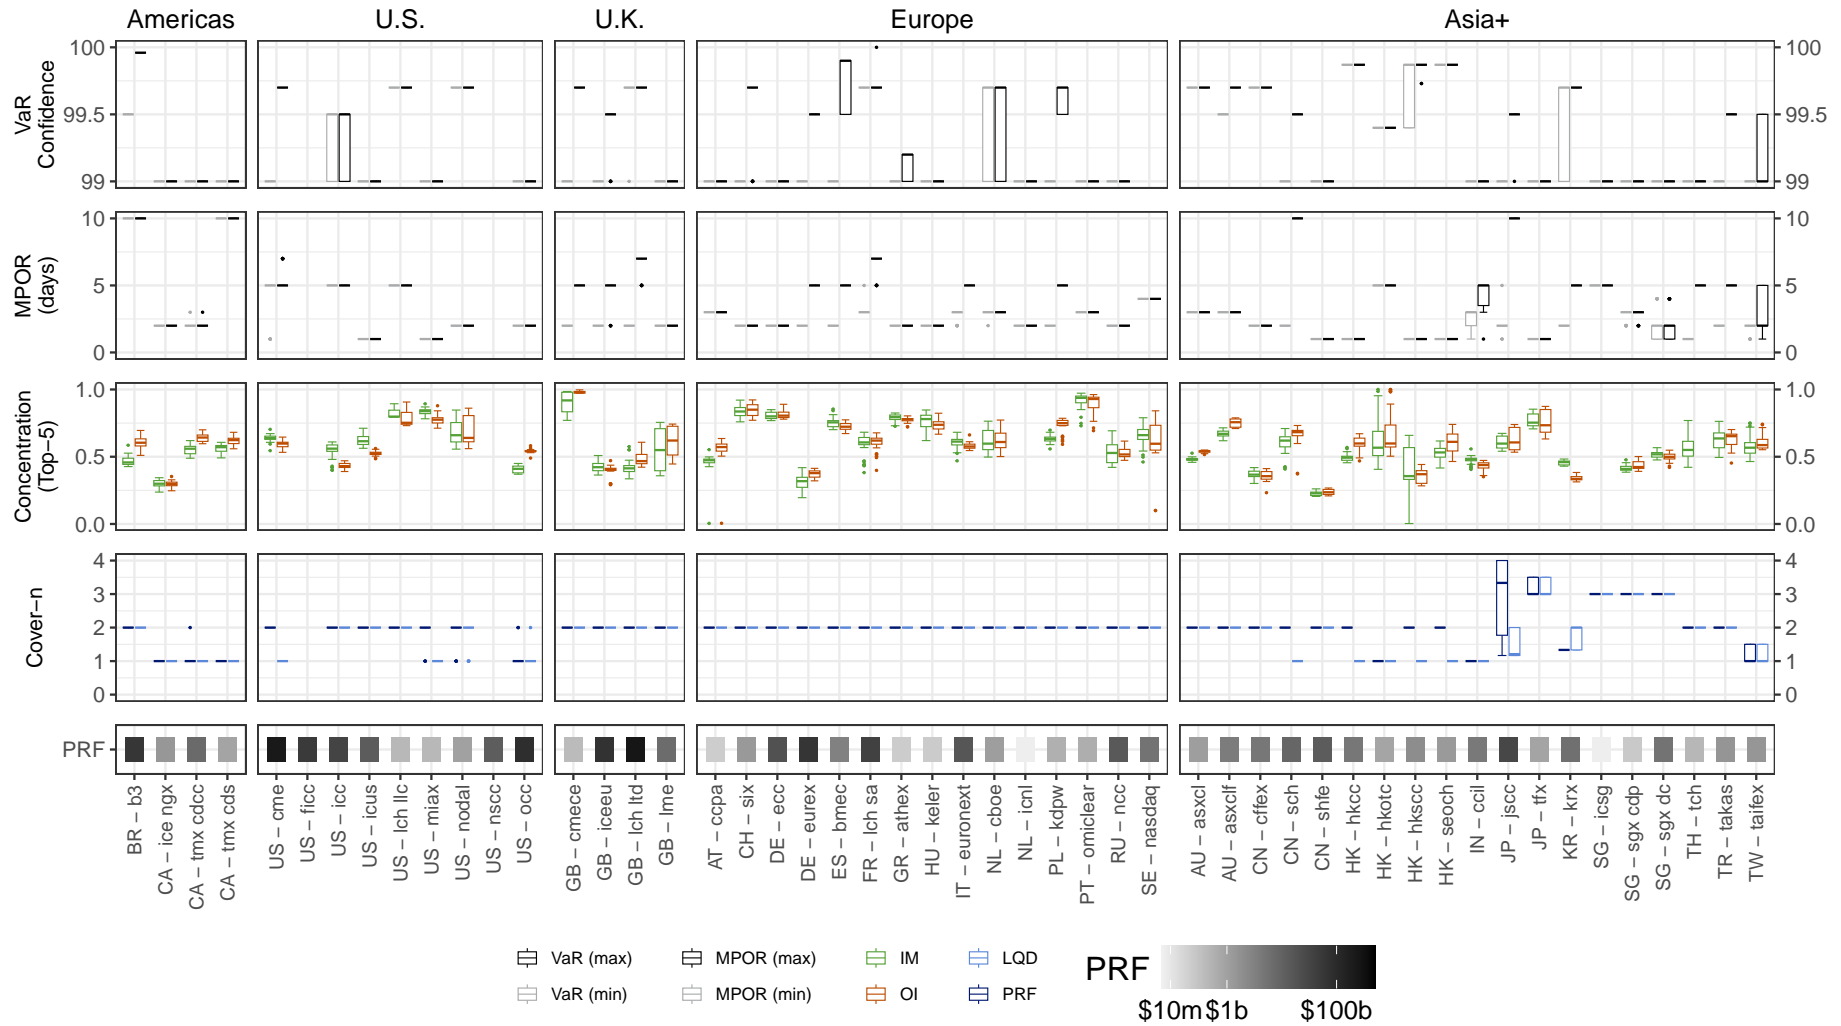 Americas U.S. U.K. Europe Asia+
VaR
Confidence
100
99.5
99
100
99.5
99
MPOR
(days)
10
5
0
10
5
0
Concentration
(Top−5)
1.0
0.5
0.0
1.0
0.5
0.0
Cover−n
4
3
2
1
0
4
3
2
1
0
PRF
BR − b3
CA − ice ngx
CA − tmx cdcc
CA − tmx cds
US − cme
US − ficc
US − icc
US − icus
US − lch llc
US − miax
US − nodal
US − nscc
US − occ
GB − cmece
GB − iceeu
GB − lch ltd
GB − lme
AT − ccpa
CH − six
DE − ecc
DE − eurex
ES − bmec
FR − lch sa
GR − athex
HU − keler
IT − euronext
NL − cboe
NL − icnl
PL − kdpw
PT − omiclear
RU − ncc
SE − nasdaq
AU − asxcl
AU − asxclf
CN − cffex
CN − sch
CN − shfe
HK − hkcc
HK − hkotc
HK − hkscc
HK − seoch
IN − ccil
JP − jscc
JP − tfx
KR − krx
SG − icsg
SG − sgx cdp
SG − sgx dc
TH − tch
TR − takas
TW − taifex
VaR (max) MPOR (max) IM LQD
VaR (min) MPOR (min) OI PRF
PRF
$10m $1b $100b